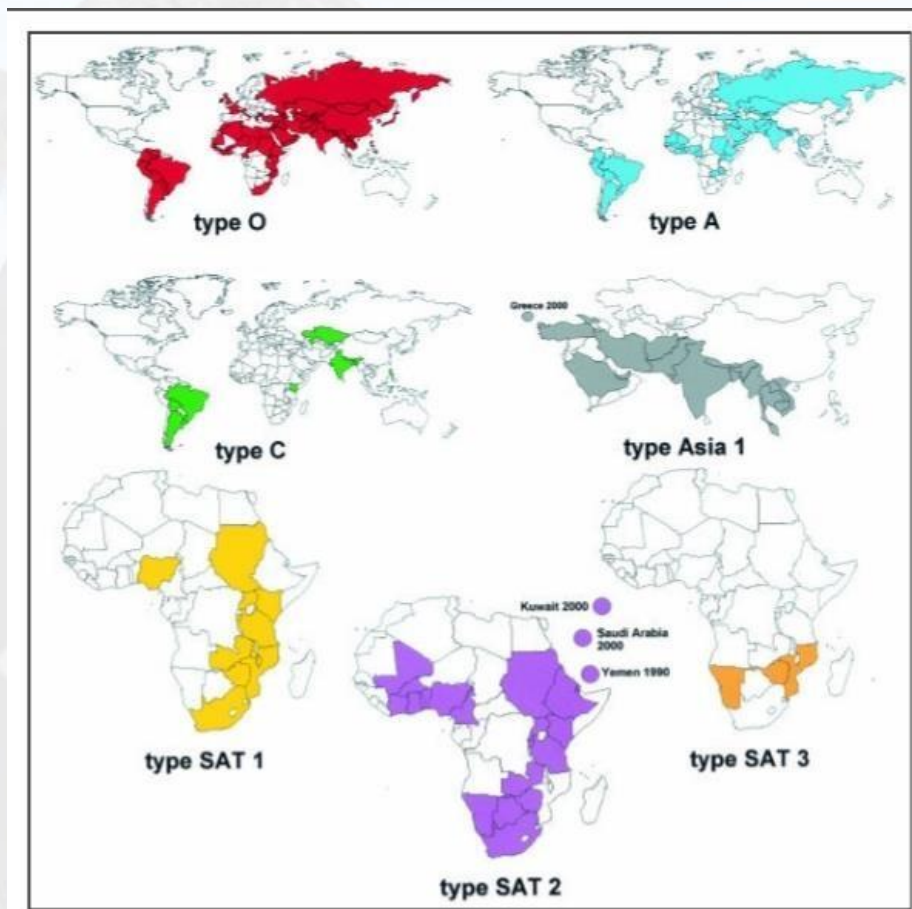 type O
type A
Greece 2000
type C
type Asia 1
type SAT 1
Kuwait 2000
Saudi Arabia
2000
Yemen 1990
type SAT 2
type SAT 3